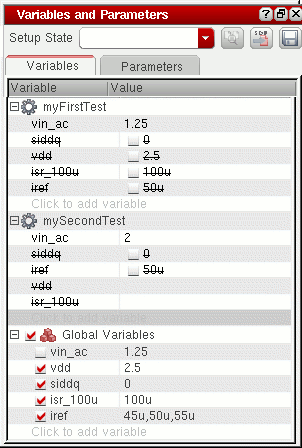 Variables and Parameters
Setup State
Variables Parameters
Variable Value
myFirstTest
vin_ac 1.25
siddq 0
vdd 2.5
isr_100u 100u
iref 50u
Click to add variable
mySecondTest
vin_ac 2
siddq 0
iref 50u
vdd
isr_100u
Click to add variable
Global Variables
vin_ac 1.25
vdd 2.5
siddq 0
isr_100u 100u
iref 45u,50u,55u
Click to add variable